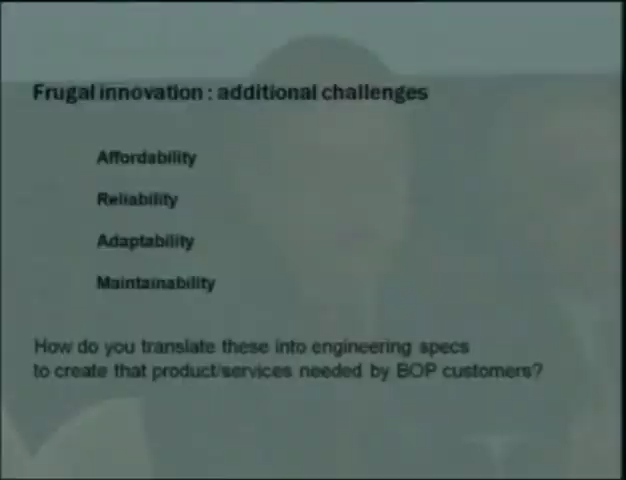 Frugal innovation : additional challenges
Affordability
Reliability
Adaptability
Maintainability
How do you translate these into engineering specs
to create that product/services needed by BOP customers?